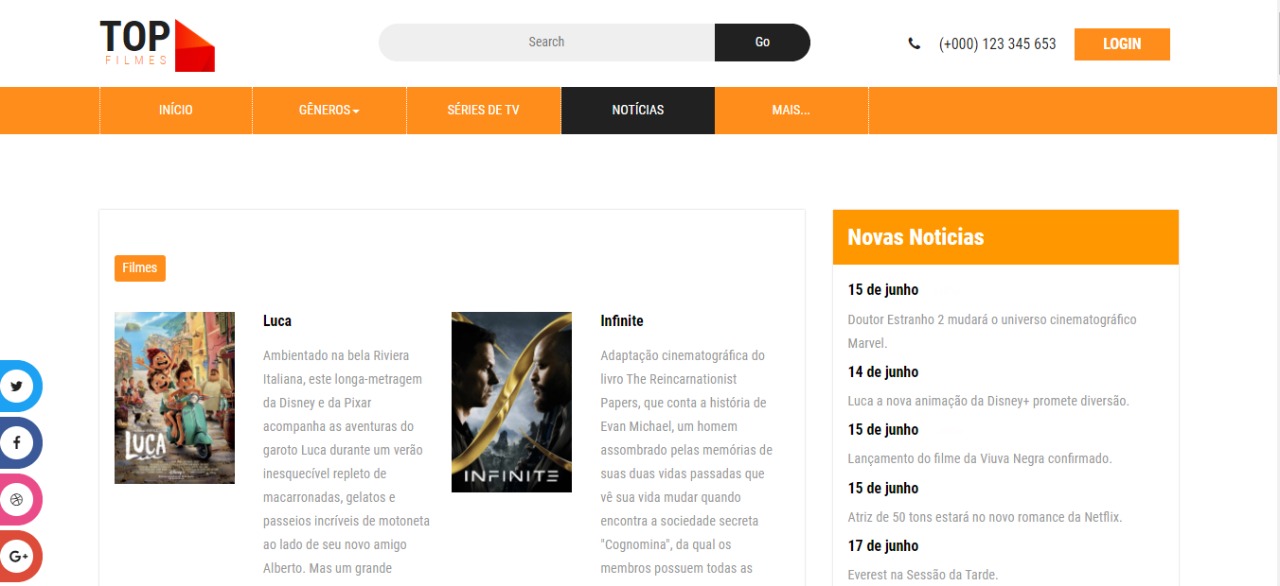 TOP
FILMES
Search
Go
(+000) 123 345 653
LOGIN
INÍCIO
GÊNEROS
SÉRIES DE TV
NOTÍCIAS
MAIS...
Filmes
LUCA
Luca
Ambientado na bela Riviera
Italiana, este longa-metragem
da Disney e da Pixar
acompanha as aventuras do
garoto Luca durante um verão
inesquecível repleto de
macarronadas, gelatos e
passeios incríveis de motoneta
ao lado de seu novo amigo
Alberto. Mas um grande
INFINITE
Infinite
Adaptação cinematográfica do
livro The Reincarnationist
Papers, que conta a história de
Evan Michael, um homem
assombrado pelas memórias de
suas duas vidas passadas que
vê sua vida mudar quando
encontra a sociedade secreta
"Cognomina", da qual os
membros possuem todas as
Novas Noticias
15 de junho
Doutor Estranho 2 mudará o universo cinematográfico
Marvel.
14 de junho
Luca a nova animação da Disney+ promete diversão.
15 de junho
Lançamento do filme da Viuva Negra confirmado.
15 de junho
Atriz de 50 tons estará no novo romance da Netflix.
17 de junho
Everest na Sessão da Tarde.
G+